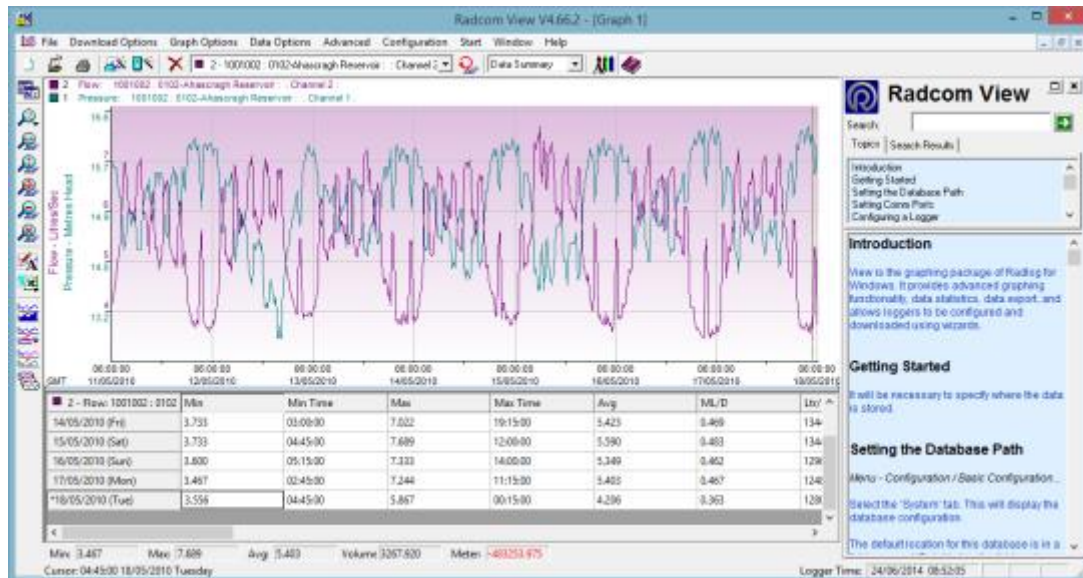 Radcom View V4.66.2 - [Graph 1]
File Download Options Graph Options Data Options Advanced Configuration Start Window Help
2 - 1001002 : 0102-Ahascragh Reservoir : : Channel 2 Data Summary
2 Flow: 1001002 : 0102-Ahascragh Reservoir : : Channel 2 :
1 Pressure: 1001002 : 0102-Ahascragh Reservoir : : Channel 1 :
Flow - Litres/Sec
Pressure - Metres Head
00:00:00 00:00:00 00:00:00 00:00:00 00:00:00 00:00:00 00:00:00 00:00:00
GMT 11/05/2010 12/05/2010 13/05/2010 14/05/2010 15/05/2010 16/05/2010 17/05/2010 18/05/2010
2 - Flow: 1001002 : 0102 Min Min Time Max Max Time Avg ML/D Ltr/
14/05/2010 (Fri) 3.733 03:00:00 7.022 19:15:00 5.423 0.469 134
15/05/2010 (Sat) 3.733 04:45:00 7.689 12:00:00 5.590 0.483 134
16/05/2010 (Sun) 3.600 05:15:00 7.333 14:00:00 5.349 0.462 129
17/05/2010 (Mon) 3.467 02:45:00 7.244 11:15:00 5.403 0.467 124
*18/05/2010 (Tue) 3.556 04:45:00 5.867 00:15:00 4.206 0.363 128
Min: 3.467 Max: 7.689 Avg: 5.403 Volume: 3267.920 Meter: -483253.975
Cursor: 04:45:00 18/05/2010 Tuesday Logger Time: 24/06/2014 08:52:05
Radcom View
Search:
Topics Search Results
Introduction
Getting Started
Setting the Database Path
Setting Comms Ports
Configuring a Logger
Introduction
View is the graphing package of Radlog for
Windows. It provides advanced graphing
functionality, data statistics, data export, and
allows loggers to be configured and
downloaded using wizards.
Getting Started
It will be necessary to specify where the data
is stored.
Setting the Database Path
Menu - Configuration / Basic Configuration...
Select the 'System' tab. This will display the
database configuration.
The default location for this database is in a